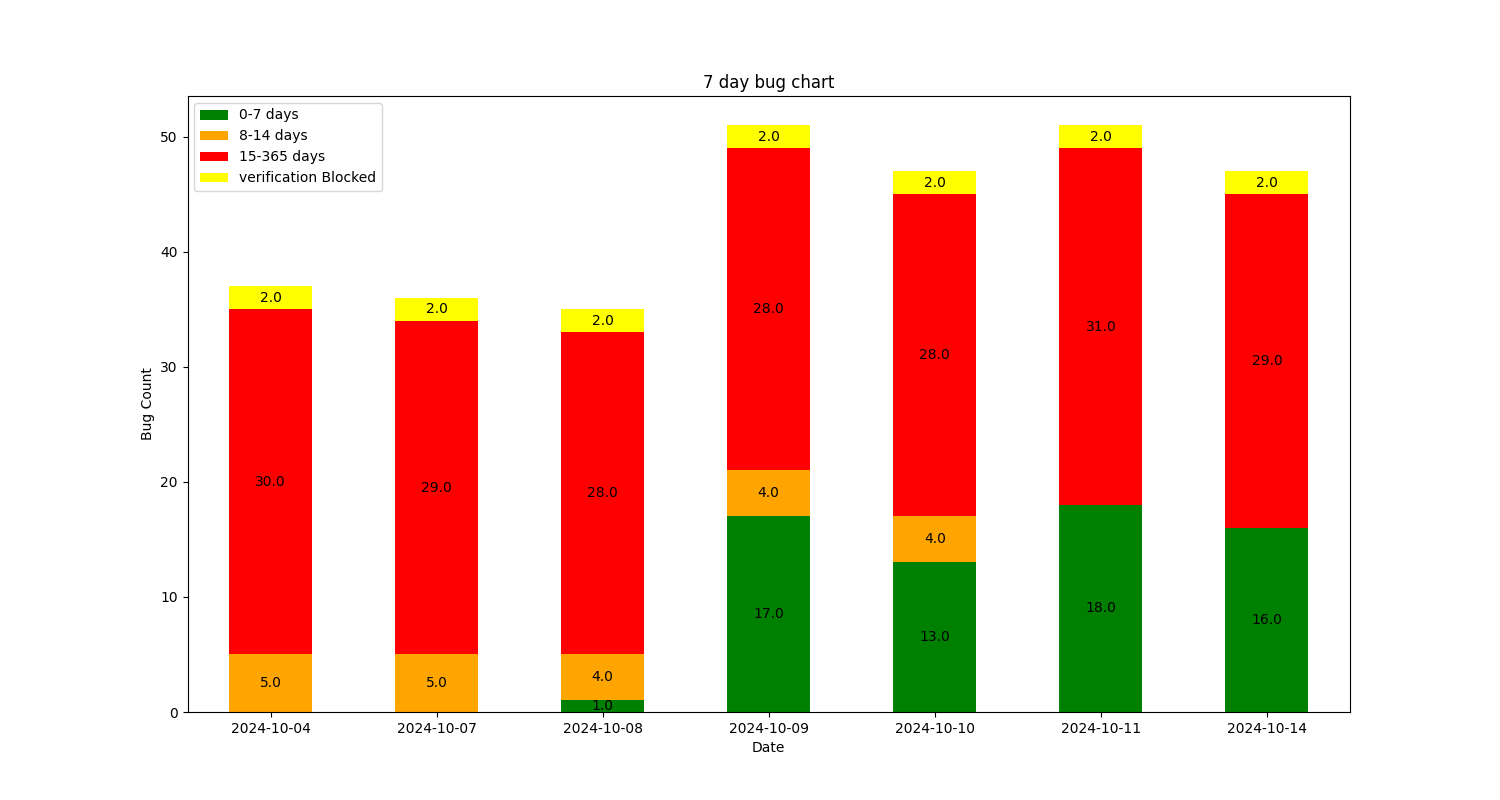 7 day bug chart
0-7 days
8-14 days
15-365 days
verification Blocked
50
40
30
20
10
0
Bug Count
2.0 2.0 2.0 2.0 2.0 2.0 2.0
30.0 29.0 28.0 28.0 28.0 31.0 29.0
5.0 5.0 4.0 4.0 4.0
1.0 17.0 13.0 18.0 16.0
2024-10-04 2024-10-07 2024-10-08 2024-10-09 2024-10-10 2024-10-11 2024-10-14
Date